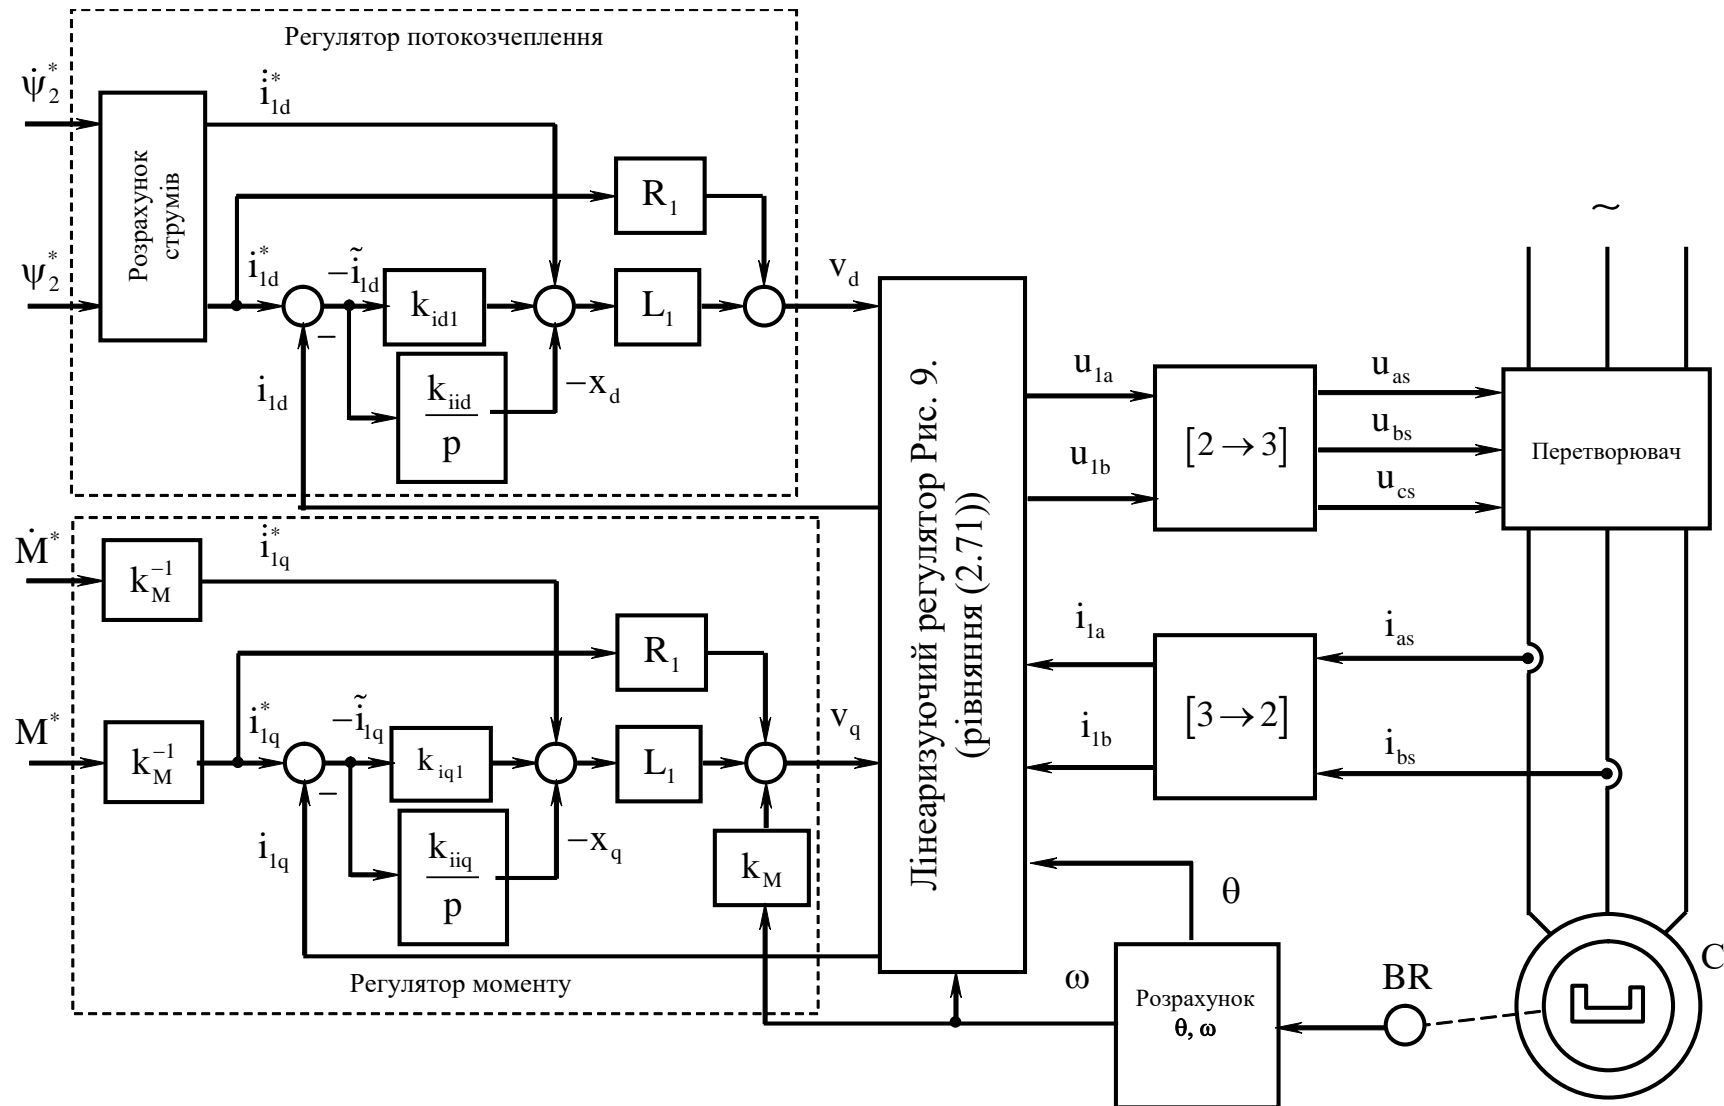 Регулятор потокозчеплення
ψ̇₂*
i̇₁d*
Розрахунок
струмів
R₁
~
ψ₂*
i₁d*
−ĩ₁d
k_id1
L₁
v_d
i₁d
k_iid
p
−x_d
Лінеаризуючий регулятор Рис. 9.
(рівняння (2.71))
u₁a
u₁b
[2→3]
u_as
u_bs
u_cs
Перетворювач
Ṁ*
k_M⁻¹
i̇₁q*
R₁
M*
k_M⁻¹
i₁q*
−ĩ₁q
k_iq1
L₁
v_q
i₁q
k_iiq
p
−x_q
k_M
i₁a
i₁b
[3→2]
i_as
i_bs
θ
ω
Розрахунок
θ, ω
BR
С
Регулятор моменту